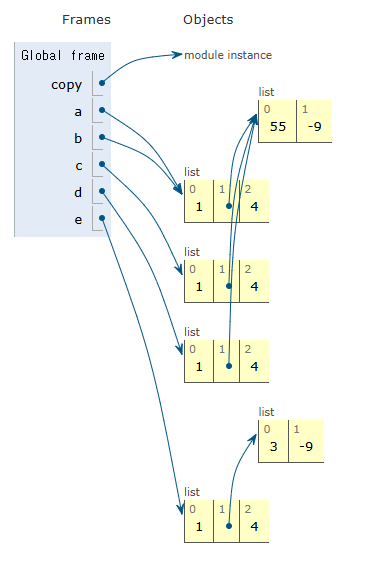 Frames Objects
Global frame
copy
module instance
a
b
c
d
e
list
0 1
55 -9
list
0 1 2
1 4
list
0 1 2
1 4
list
0 1 2
1 4
list
0 1
3 -9
list
0 1 2
1 4